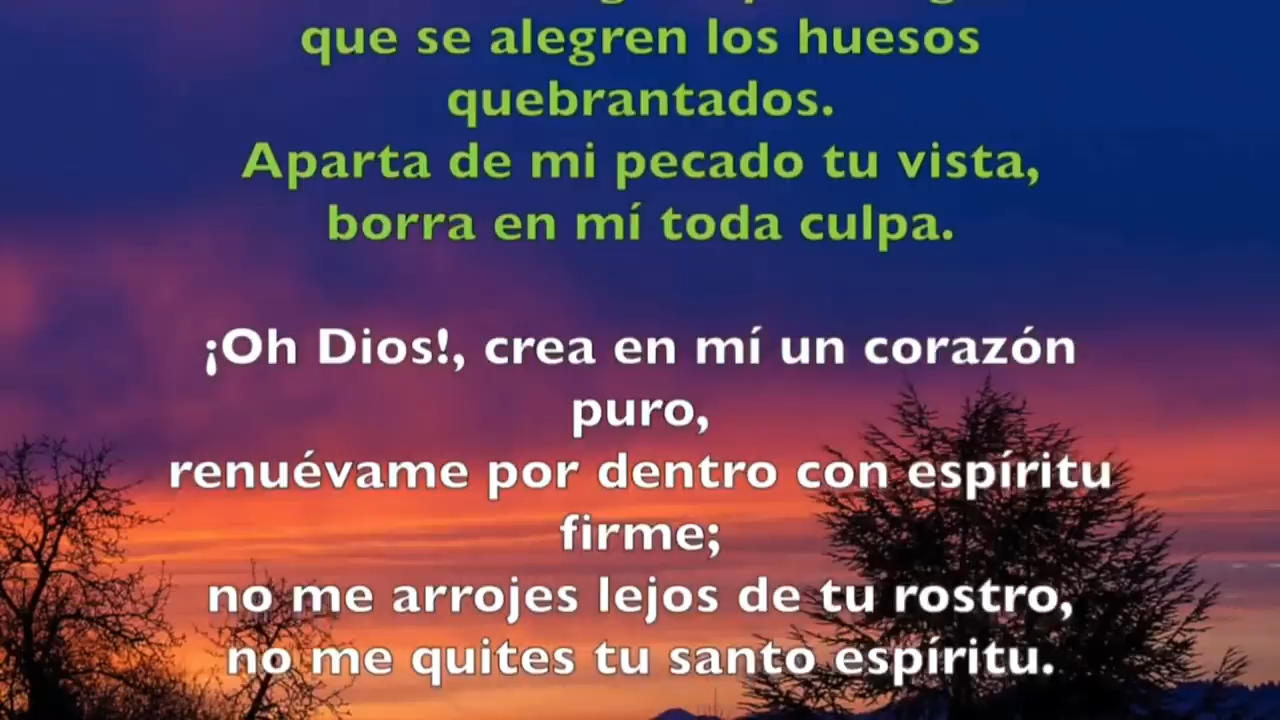 que se alegren los huesos
quebrantados.
Aparta de mi pecado tu vista,
borra en mí toda culpa.
¡Oh Dios!, crea en mí un corazón
puro,
renuévame por dentro con espíritu
firme;
no me arrojes lejos de tu rostro,
no me quites tu santo espíritu.